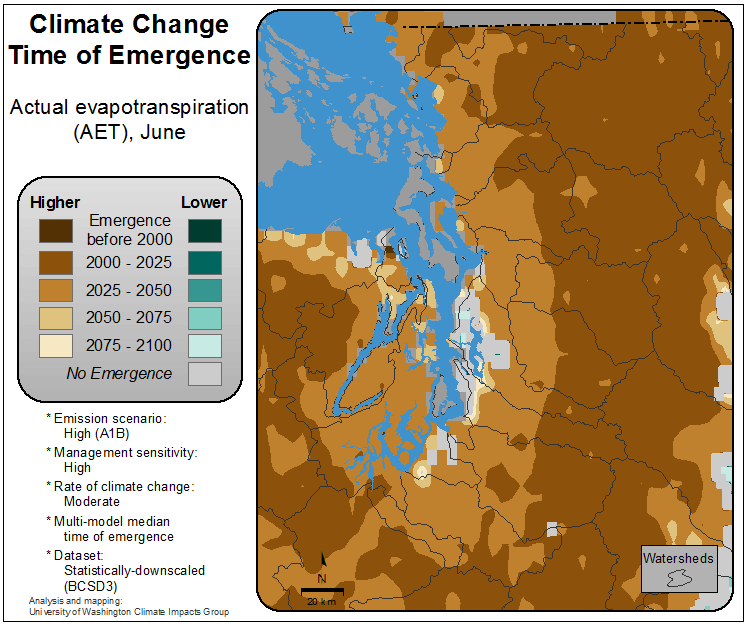 Climate Change
Time of Emergence
Actual evapotranspiration
(AET), June
Higher
Lower
Emergence
before 2000
2000 - 2025
2025 - 2050
2050 - 2075
2075 - 2100
No Emergence
* Emission scenario:
High (A1B)
* Management sensitivity:
High
* Rate of climate change:
Moderate
* Multi-model median
time of emergence
* Dataset:
Statistically-downscaled
(BCSD3)
Analysis and mapping:
University of Washington Climate Impacts Group
N
20 km
Watersheds